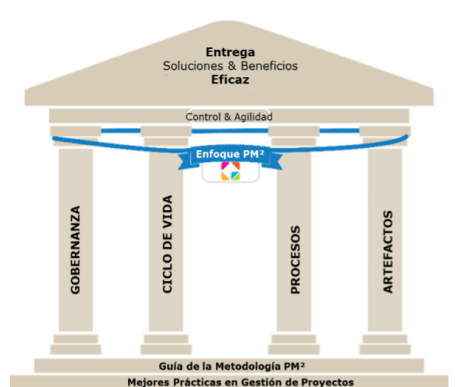 Entrega
Soluciones & Beneficios
Eficaz
Control & Agilidad
Enfoque PM²
GOBERNANZA
CICLO DE VIDA
PROCESOS
ARTEFACTOS
Guía de la Metodología PM²
Mejores Prácticas en Gestión de Proyectos